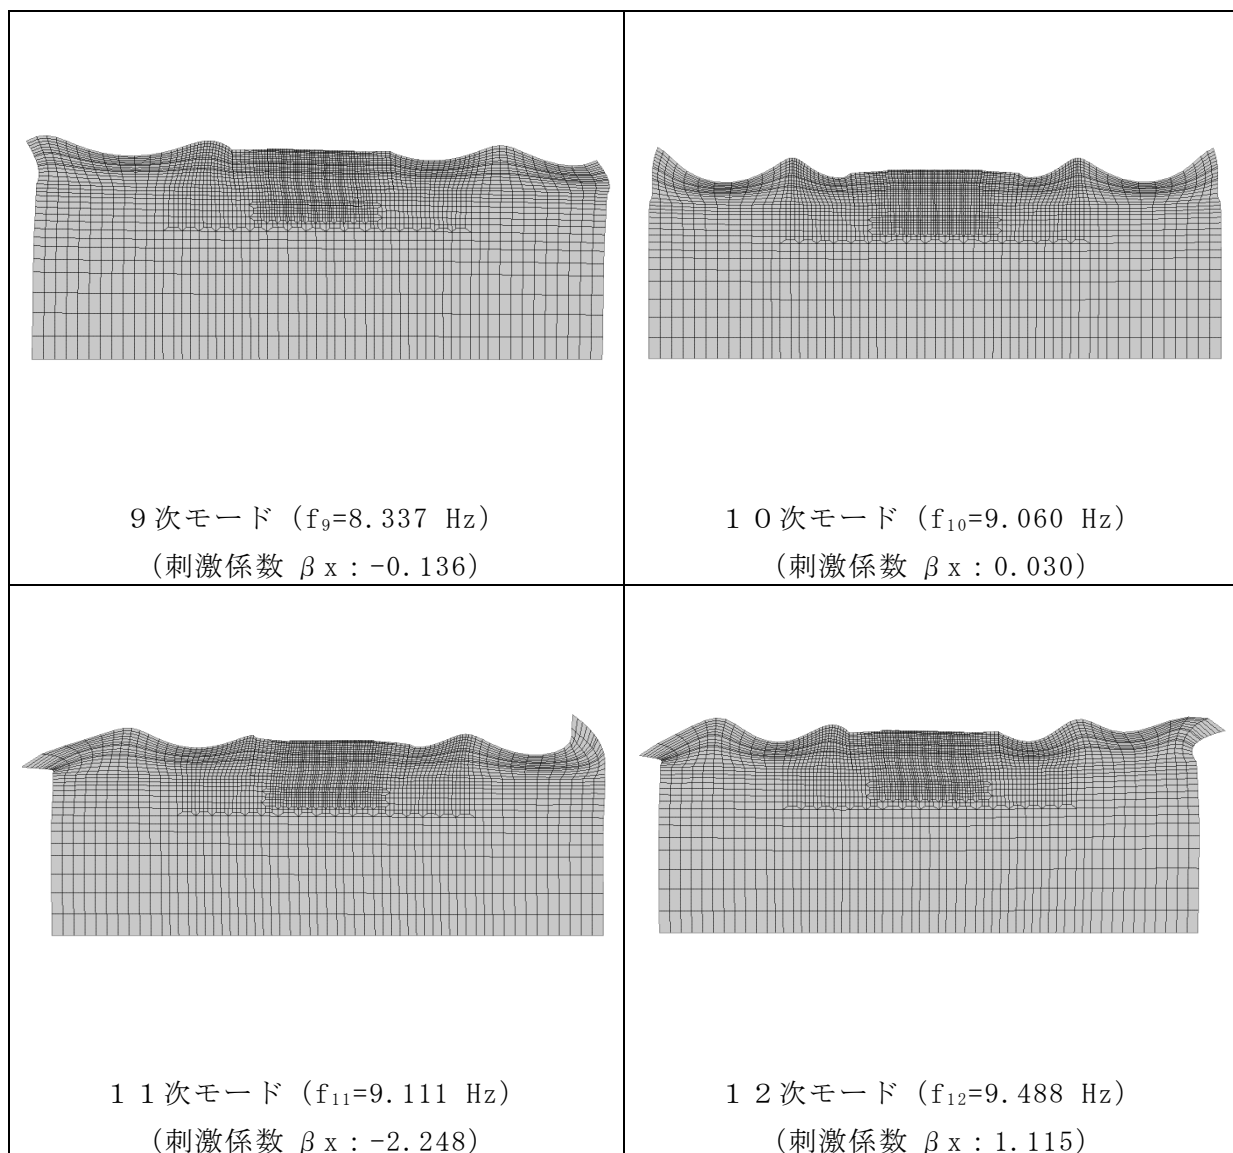 ９次モード (f₉=8.337 Hz)
(刺激係数 βx：-0.136)
１０次モード (f₁₀=9.060 Hz)
(刺激係数 βx：0.030)
１１次モード (f₁₁=9.111 Hz)
(刺激係数 βx：-2.248)
１２次モード (f₁₂=9.488 Hz)
(刺激係数 βx：1.115)